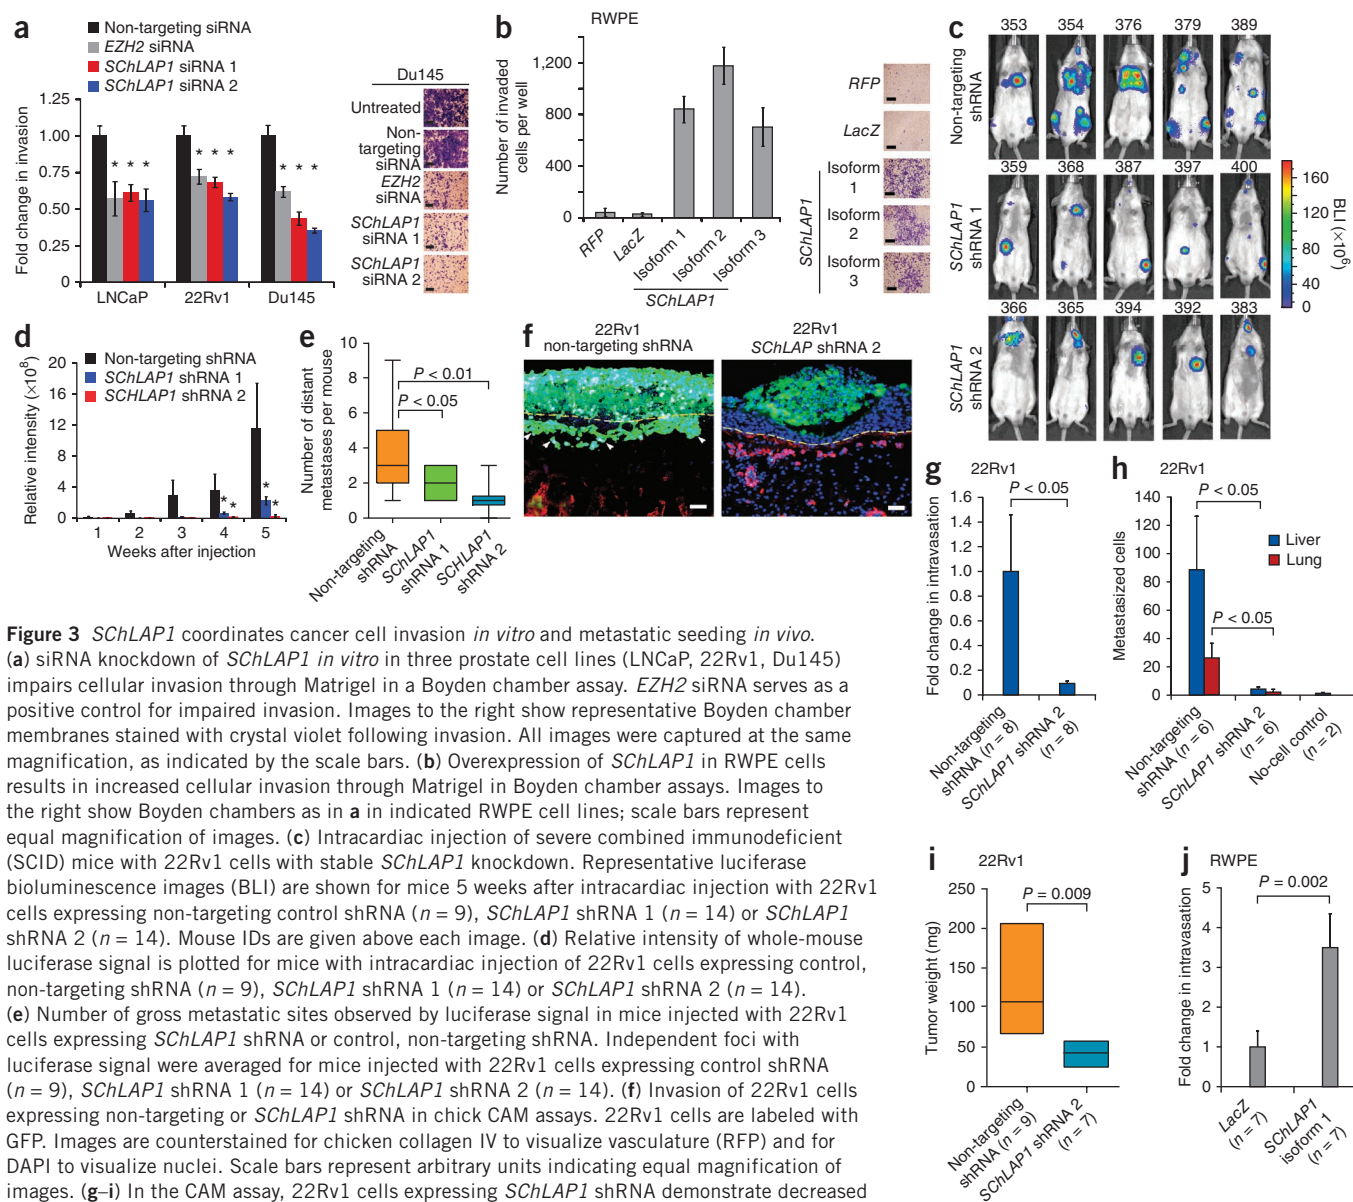 a
Non-targeting siRNA
EZH2 siRNA
SChLAP1 siRNA 1
SChLAP1 siRNA 2
Fold change in invasion
1.25
1.00
0.75
0.50
0.25
0
* * *
* * *
* * *
LNCaP
22Rv1
Du145
Du145
Untreated
Non-
targeting
siRNA
EZH2
siRNA
SChLAP1
siRNA 1
SChLAP1
siRNA 2
b
RWPE
Number of invaded
cells per well
1,200
800
400
0
RFP
LacZ
Isoform 1
Isoform 2
Isoform 3
SChLAP1
RFP
LacZ
SChLAP1
Isoform
1
Isoform
2
Isoform
3
c
Non-targeting
shRNA
353 354 376 379 389
SChLAP1
shRNA 1
359 368 387 397 400
SChLAP1
shRNA 2
366 365 394 392 383
BLI (×10⁶)
160
120
80
40
0
d
Non-targeting shRNA
SChLAP1 shRNA 1
SCHLAP1 shRNA 2
Relative intensity (×10⁸)
20
16
12
8
4
0
* *
* *
1 2 3 4 5
Weeks after injection
e
Number of distant
metastases per mouse
10
8
6
4
2
0
P < 0.01
P < 0.05
Non-targeting
shRNA
SChLAP1
shRNA 1
SCHLAP1
shRNA 2
f
22Rv1
non-targeting shRNA
22Rv1
SChLAP shRNA 2
g
22Rv1
Fold change in intravasation
1.6
1.4
1.2
1.0
0.8
0.6
0.4
0.2
0
P < 0.05
Non-targeting
shRNA (n = 8)
SChLAP1 shRNA 2
(n = 8)
h
22Rv1
Metastasized cells
140
120
100
80
60
40
20
0
P < 0.05
P < 0.05
Liver
Lung
Non-targeting
shRNA (n = 6)
SChLAP1 shRNA 2
(n = 6)
No-cell control
(n = 2)
i
22Rv1
Tumor weight (mg)
250
200
150
100
50
0
P = 0.009
Non-targeting
shRNA (n = 9)
SChLAP1 shRNA 2
(n = 7)
j
RWPE
Fold change in intravasation
5
4
3
2
1
0
P = 0.002
LacZ
(n = 7)
SChLAP1
isoform 1
(n = 7)
Figure 3 SChLAP1 coordinates cancer cell invasion in vitro and metastatic seeding in vivo.
(a) siRNA knockdown of SChLAP1 in vitro in three prostate cell lines (LNCaP, 22Rv1, Du145)
impairs cellular invasion through Matrigel in a Boyden chamber assay. EZH2 siRNA serves as a
positive control for impaired invasion. Images to the right show representative Boyden chamber
membranes stained with crystal violet following invasion. All images were captured at the same
magnification, as indicated by the scale bars. (b) Overexpression of SChLAP1 in RWPE cells
results in increased cellular invasion through Matrigel in Boyden chamber assays. Images to
the right show Boyden chambers as in a in indicated RWPE cell lines; scale bars represent
equal magnification of images. (c) Intracardiac injection of severe combined immunodeficient
(SCID) mice with 22Rv1 cells with stable SChLAP1 knockdown. Representative luciferase
bioluminescence images (BLI) are shown for mice 5 weeks after intracardiac injection with 22Rv1
cells expressing non-targeting control shRNA (n = 9), SChLAP1 shRNA 1 (n = 14) or SChLAP1
shRNA 2 (n = 14). Mouse IDs are given above each image. (d) Relative intensity of whole-mouse
luciferase signal is plotted for mice with intracardiac injection of 22Rv1 cells expressing control,
non-targeting shRNA (n = 9), SChLAP1 shRNA 1 (n = 14) or SChLAP1 shRNA 2 (n = 14).
(e) Number of gross metastatic sites observed by luciferase signal in mice injected with 22Rv1
cells expressing SChLAP1 shRNA or control, non-targeting shRNA. Independent foci with
luciferase signal were averaged for mice injected with 22Rv1 cells expressing control shRNA
(n = 9), SChLAP1 shRNA 1 (n = 14) or SChLAP1 shRNA 2 (n = 14). (f) Invasion of 22Rv1 cells
expressing non-targeting or SChLAP1 shRNA in chick CAM assays. 22Rv1 cells are labeled with
GFP. Images are counterstained for chicken collagen IV to visualize vasculature (RFP) and for
DAPI to visualize nuclei. Scale bars represent arbitrary units indicating equal magnification of
images. (g–i) In the CAM assay, 22Rv1 cells expressing SChLAP1 shRNA demonstrate decreased